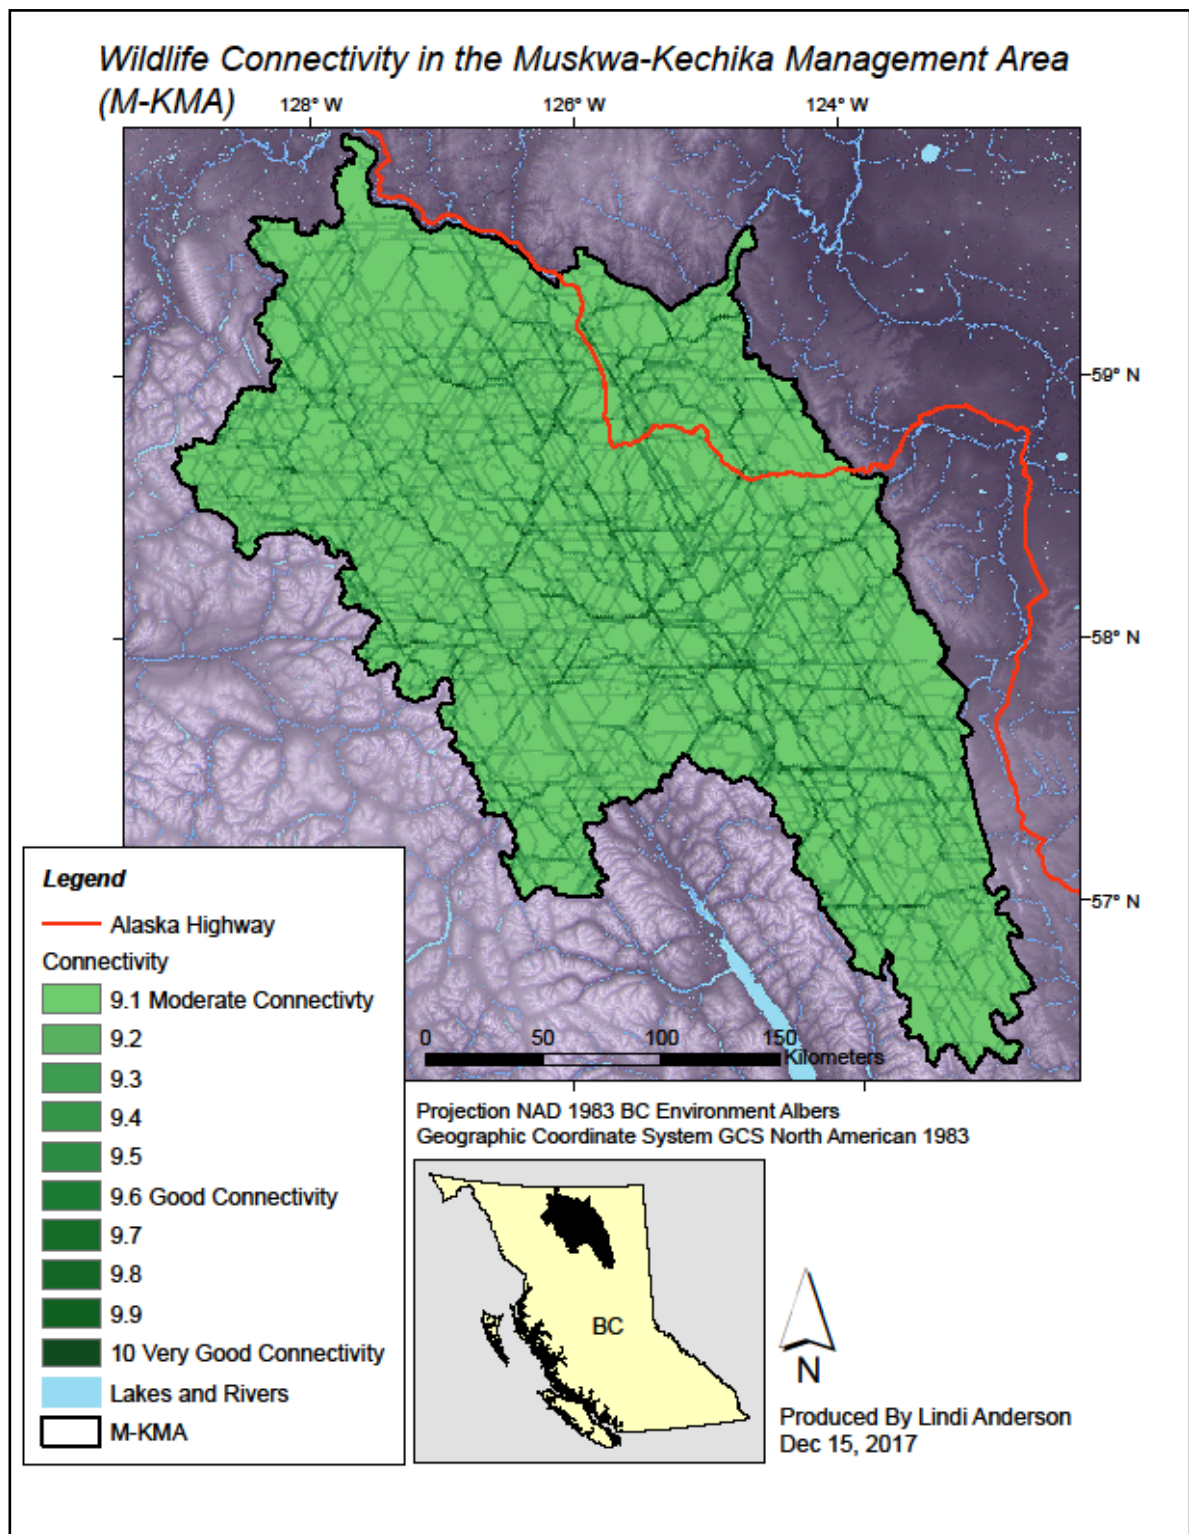 Wildlife Connectivity in the Muskwa-Kechika Management Area
(M-KMA)
128° W
126° W
124° W
59° N
58° N
57° N
Legend
Alaska Highway
Connectivity
9.1 Moderate Connectivty
9.2
9.3
9.4
9.5
9.6 Good Connectivity
9.7
9.8
9.9
10 Very Good Connectivity
Lakes and Rivers
M-KMA
0 50 100 150
Kilometers
Projection NAD 1983 BC Environment Albers
Geographic Coordinate System GCS North American 1983
BC
N
Produced By Lindi Anderson
Dec 15, 2017